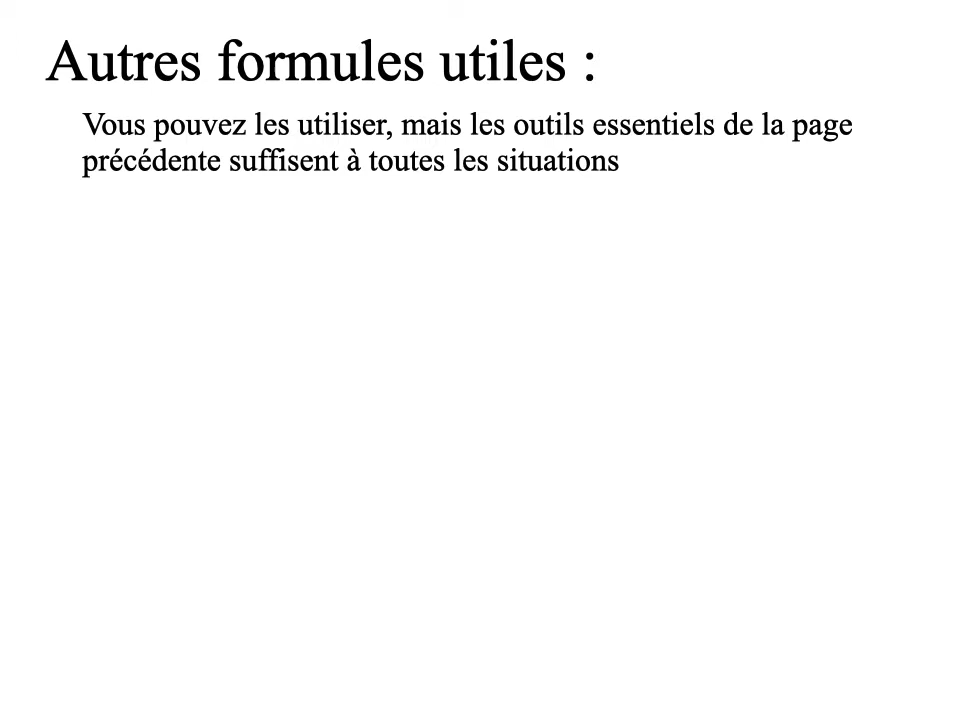 Autres formules utiles :
Vous pouvez les utiliser, mais les outils essentiels de la page
précédente suffisent à toutes les situations